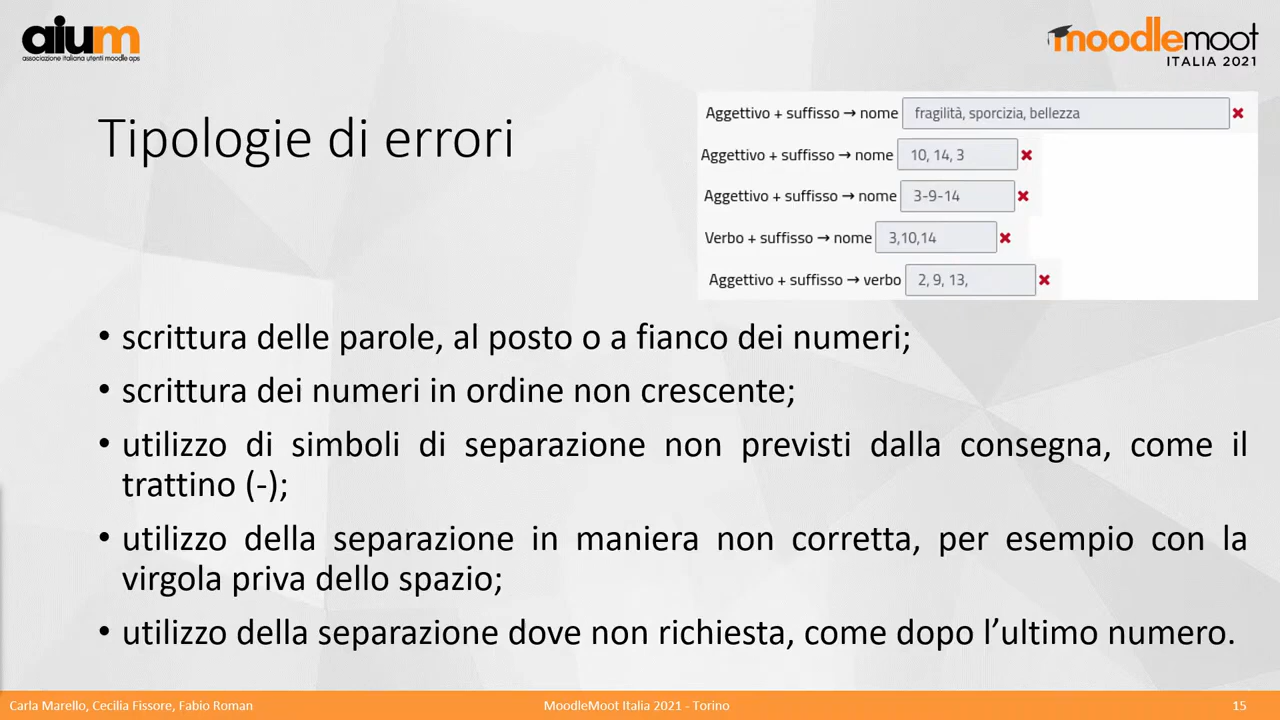 aium
associazione italiana utenti moodle aps
moodlemoot
ITALIA 2021
Tipologie di errori
Aggettivo + suffisso → nome fragilità, sporcizia, bellezza ✖
Aggettivo + suffisso → nome 10, 14, 3 ✖
Aggettivo + suffisso → nome 3-9-14 ✖
Verbo + suffisso → nome 3,10,14 ✖
Aggettivo + suffisso → verbo 2, 9, 13, ✖
• scrittura delle parole, al posto o a fianco dei numeri;
• scrittura dei numeri in ordine non crescente;
• utilizzo di simboli di separazione non previsti dalla consegna, come il
trattino (-);
• utilizzo della separazione in maniera non corretta, per esempio con la
virgola priva dello spazio;
• utilizzo della separazione dove non richiesta, come dopo l’ultimo numero.
Carla Marello, Cecilia Fissore, Fabio Roman
MoodleMoot Italia 2021 - Torino
15